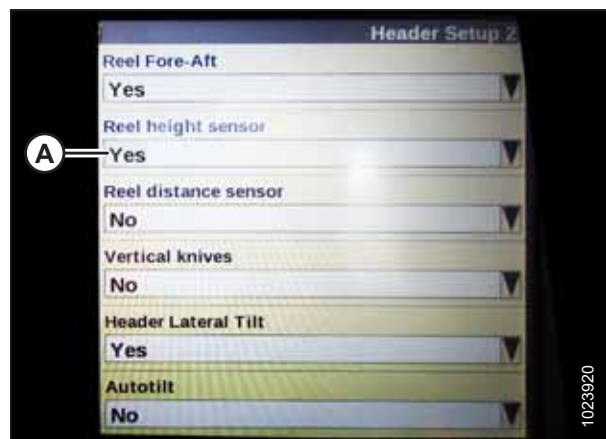 Header Setup 2
Reel Fore-Aft
Yes
Reel height sensor
A
Yes
Reel distance sensor
No
Vertical knives
No
Header Lateral Tilt
Yes
Autotilt
No
1023920